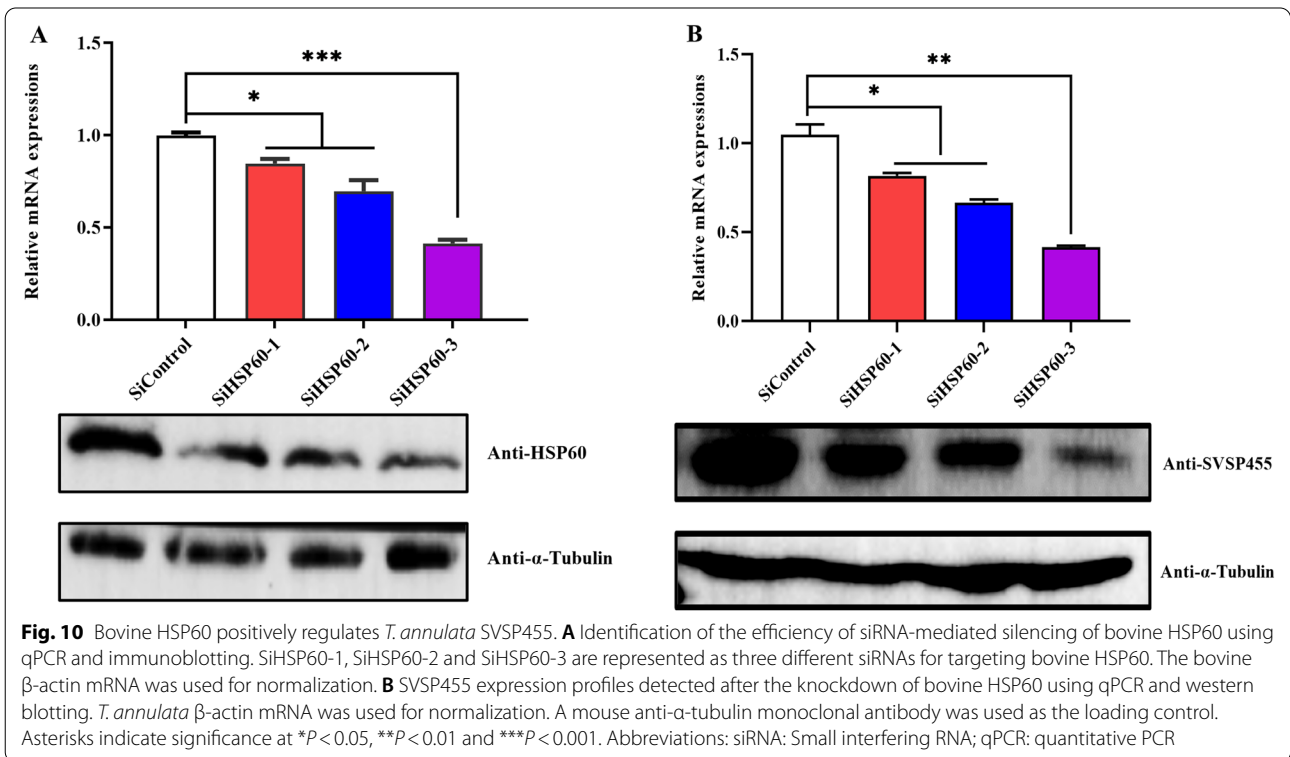 A
Relative mRNA expressions
1.5
1.0
0.5
0.0
***
*
SiControl
SiHSP60-1
SiHSP60-2
SiHSP60-3
Anti-HSP60
Anti-α-Tubulin
B
Relative mRNA expressions
1.5
1.0
0.5
0.0
**
*
SiControl
SiHSP60-1
SiHSP60-2
SiHSP60-3
Anti-SVSP455
Anti-α-Tubulin
Fig. 10 Bovine HSP60 positively regulates T. annulata SVSP455. A Identification of the efficiency of siRNA-mediated silencing of bovine HSP60 using
qPCR and immunoblotting. SiHSP60-1, SiHSP60-2 and SiHSP60-3 are represented as three different siRNAs for targeting bovine HSP60. The bovine
β-actin mRNA was used for normalization. B SVSP455 expression profiles detected after the knockdown of bovine HSP60 using qPCR and western
blotting. T. annulata β-actin mRNA was used for normalization. A mouse anti-α-tubulin monoclonal antibody was used as the loading control.
Asterisks indicate significance at *P < 0.05, **P < 0.01 and ***P < 0.001. Abbreviations: siRNA: Small interfering RNA; qPCR: quantitative PCR